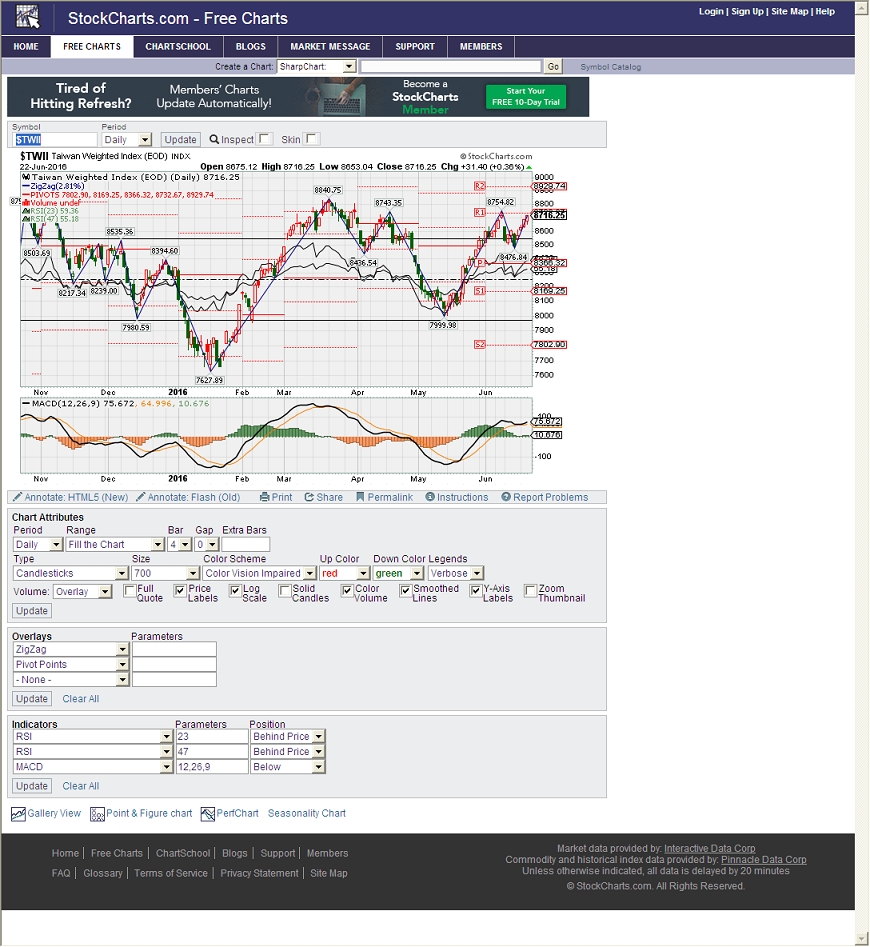 StockCharts.com - Free Charts
Login | Sign Up | Site Map | Help
HOME FREE CHARTS CHARTSCHOOL BLOGS MARKET MESSAGE SUPPORT MEMBERS
Create a Chart: SharpChart: Go Symbol Catalog
Tired of Hitting Refresh?
Members' Charts Update Automatically!
Become a StockCharts Member
Start Your FREE 10-Day Trial
Symbol Period
$TWII Daily Update Inspect Skin
$TWII Taiwan Weighted Index (EOD) INDX © StockCharts.com
22-Jun-2016 Open 8675.12 High 8716.25 Low 8653.04 Close 8716.25 Chg +31.40 (+0.36%)
Taiwan Weighted Index (EOD) (Daily) 8716.25
ZigZag(2.81%)
PIVOTS 7802.90, 8169.25, 8366.32, 8732.67, 8929.74
Volume undef
RSI(23) 59.36
RSI(47) 55.18
8840.75
8743.35
8754.82
8535.36
8503.69
8394.60
8436.54
8476.84
8217.34
8239.00
7980.59
7999.98
7627.89
R2
R1
P
S1
S2
9000
8929.74
8800
8716.25
8600
8500
8400
8366.32
55.18
8169.25
8100
8000
7900
7802.90
7700
7600
Nov Dec 2016 Feb Mar Apr May Jun
MACD(12,26,9) 75.672, 64.996, 10.676
100
75.672
10.676
-100
Nov Dec 2016 Feb Mar Apr May Jun
Annotate: HTML5 (New) Annotate: Flash (Old) Print Share Permalink Instructions Report Problems
Chart Attributes
Period Range Bar Gap Extra Bars
Daily Fill the Chart 4 0
Type Size Color Scheme Up Color Down Color Legends
Candlesticks 700 Color Vision Impaired red green Verbose
Volume: Overlay Full Quote Price Labels Log Scale Solid Candles Color Volume Smoothed Lines Y-Axis Labels Zoom Thumbnail
Update
Overlays Parameters
ZigZag
Pivot Points
- None -
Update Clear All
Indicators Parameters Position
RSI 23 Behind Price
RSI 47 Behind Price
MACD 12,26,9 Below
Update Clear All
Gallery View Point & Figure chart PerfChart Seasonality Chart
Home | Free Charts | ChartSchool | Blogs | Support | Members
FAQ | Glossary | Terms of Service | Privacy Statement | Site Map
Market data provided by: Interactive Data Corp
Commodity and historical index data provided by: Pinnacle Data Corp
Unless otherwise indicated, all data is delayed by 20 minutes
© StockCharts.com. All Rights Reserved.